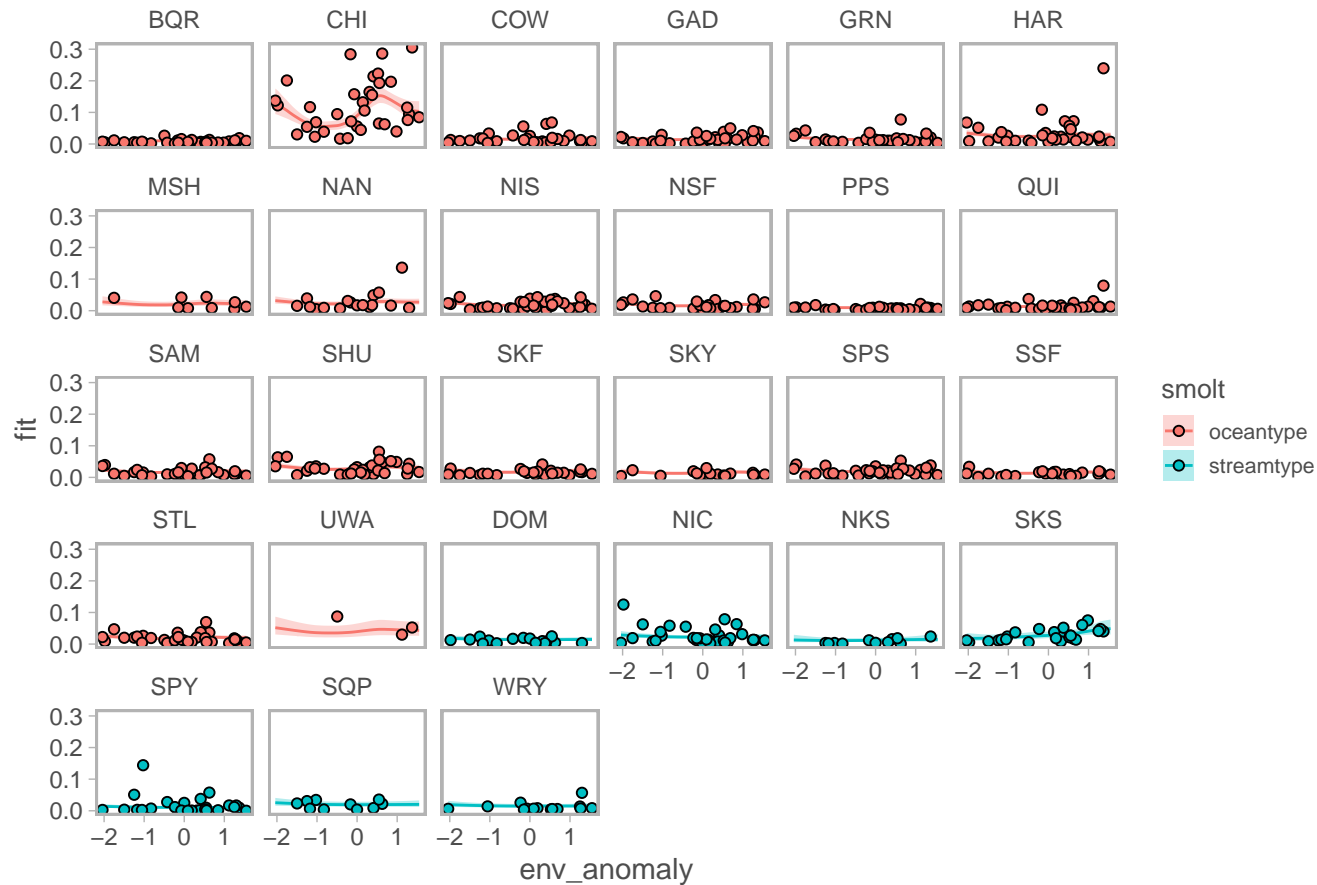 BQR CHI COW GAD GRN HAR
0.3
0.2
0.1
0.0
MSH NAN NIS NSF PPS QUI
0.3
0.2
0.1
0.0
SAM SHU SKF SKY SPS SSF
0.3
0.2
0.1
0.0
fit
smolt
oceantype
streamtype
STL UWA DOM NIC NKS SKS
0.3
0.2
0.1
0.0
−2 −1 0 1 −2 −1 0 1 −2 −1 0 1
SPY SQP WRY
0.3
0.2
0.1
0.0
−2 −1 0 1 −2 −1 0 1 −2 −1 0 1
env_anomaly